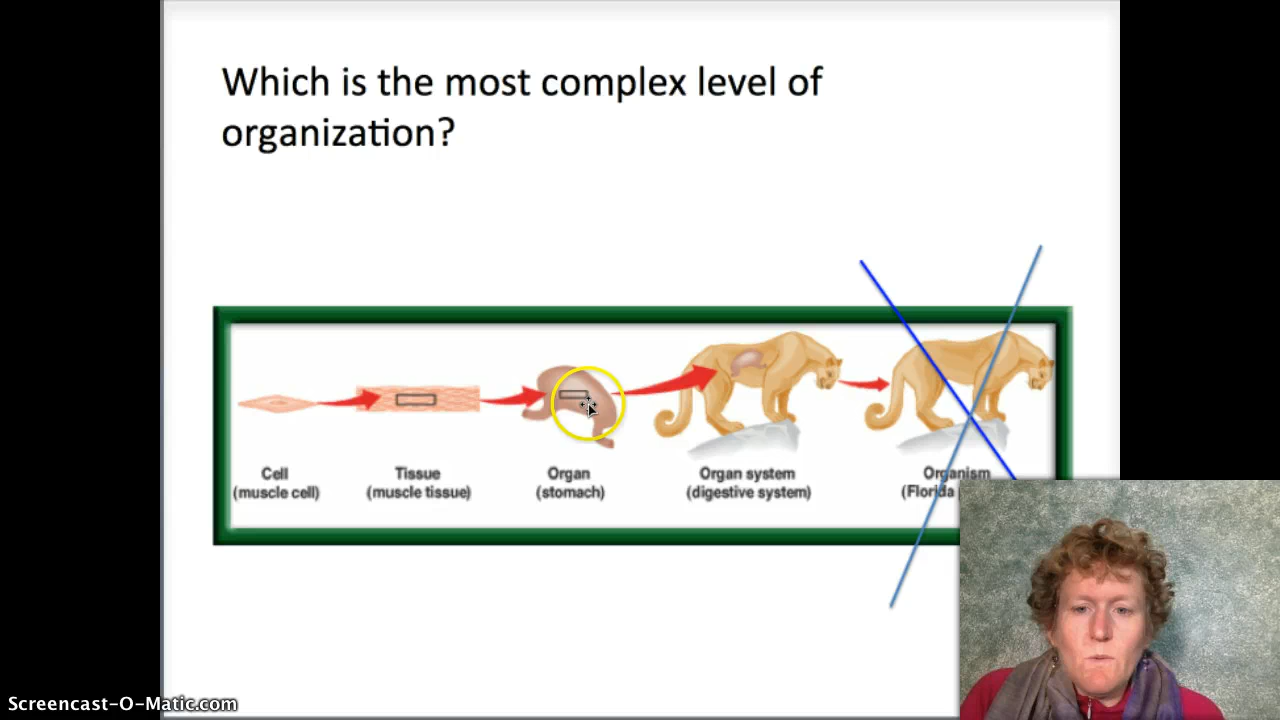 Which is the most complex level of
organization?
Cell
(muscle cell)
Tissue
(muscle tissue)
Organ
(stomach)
Organ system
(digestive system)
Organism
(Florida
Screencast-O-Matic.com